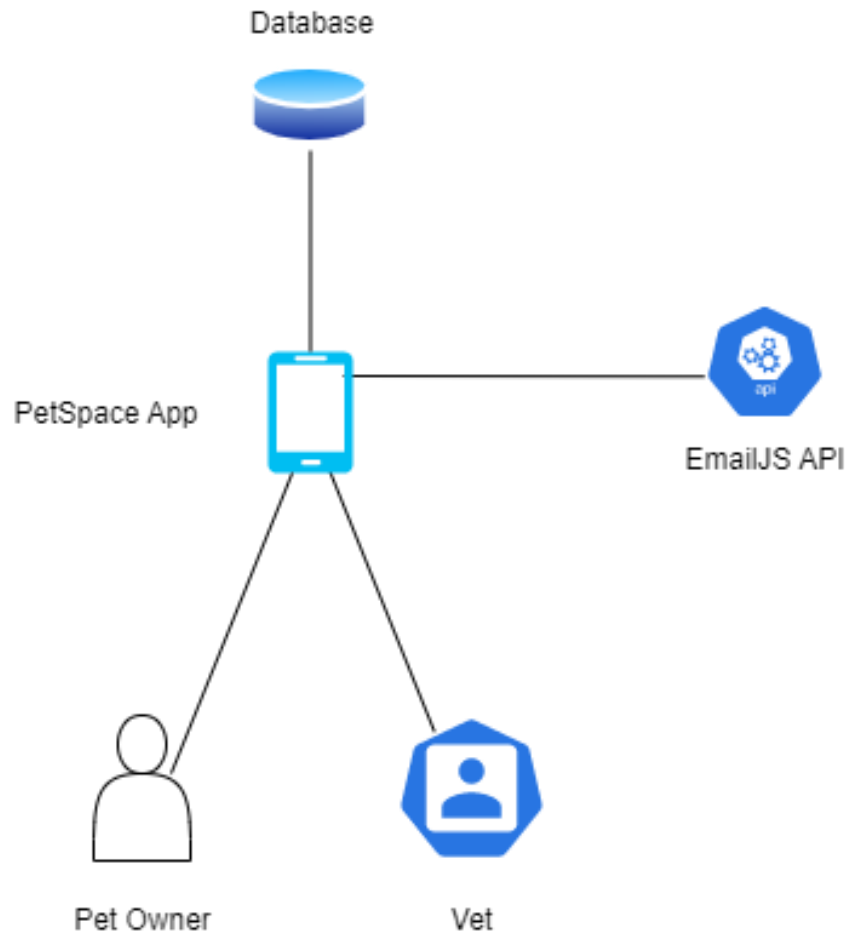 Database
api
PetSpace App
EmailJS API
Pet Owner
Vet